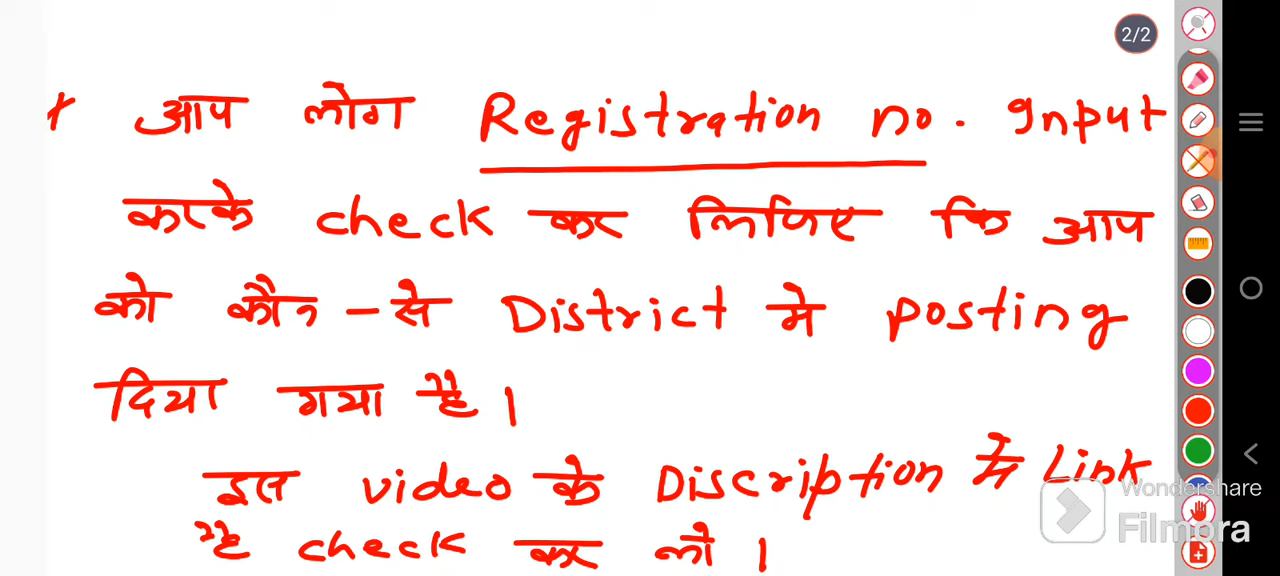 2/2
* आप लोग Registration no. Input
करके check कर लिजिए कि आप
को कौन-से District मे posting
दिया गया है।
इस video के Discription में Link
है check कर लो।
Wondershare
Filmora